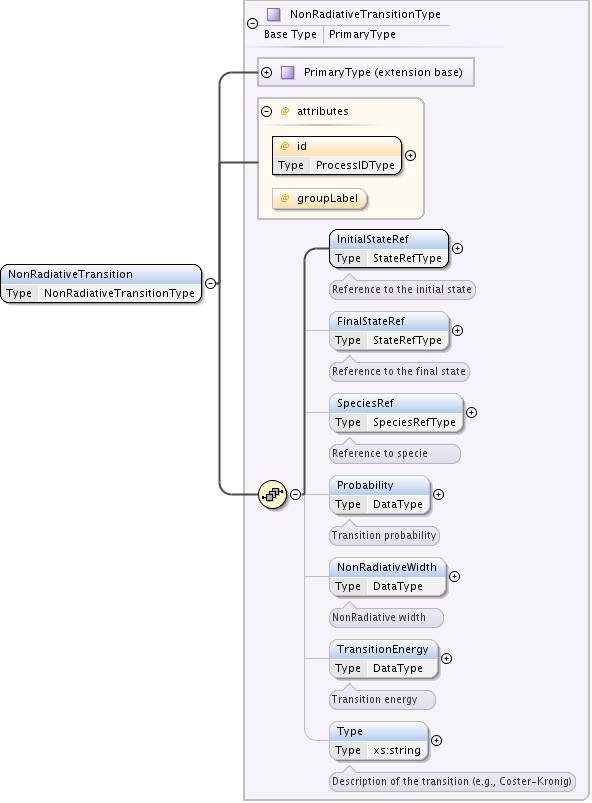 NonRadiativeTransitionType
Base Type PrimaryType
PrimaryType (extension base)
@ attributes
@ id
Type ProcessIDType
@ groupLabel
InitialStateRef
Type StateRefType
Reference to the initial state
NonRadiativeTransition
Type NonRadiativeTransitionType
FinalStateRef
Type StateRefType
Reference to the final state
SpeciesRef
Type SpeciesRefType
Reference to specie
Probability
Type DataType
Transition probability
NonRadiativeWidth
Type DataType
NonRadiative width
TransitionEnergy
Type DataType
Transition energy
Type
Type xs:string
Description of the transition (e.g., Coster-Kronig)